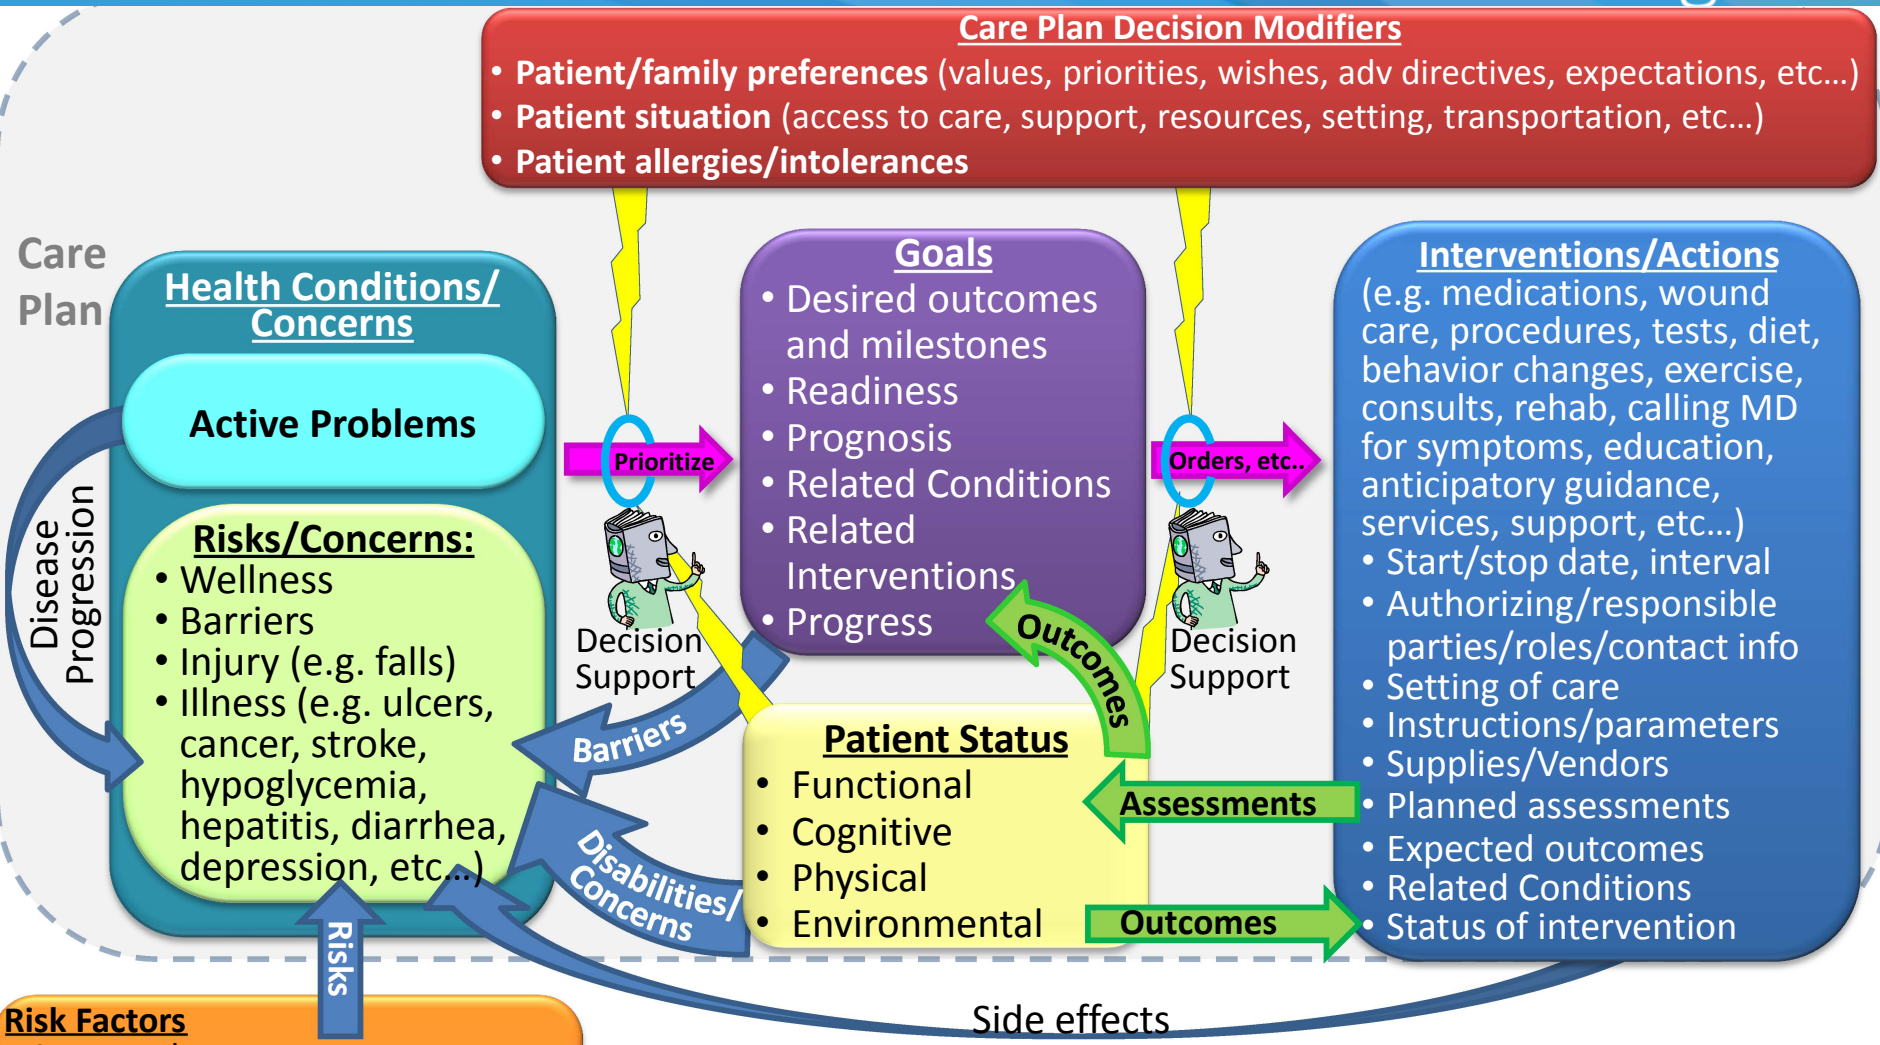 Care Plan Decision Modifiers
• Patient/family preferences (values, priorities, wishes, adv directives, expectations, etc…)
• Patient situation (access to care, support, resources, setting, transportation, etc…)
• Patient allergies/intolerances
Care
Plan
Health Conditions/
Concerns
Active Problems
Disease
Progression
Risks/Concerns:
• Wellness
• Barriers
• Injury (e.g. falls)
• Illness (e.g. ulcers,
cancer, stroke,
hypoglycemia,
hepatitis, diarrhea,
depression, etc…)
Prioritize
Decision
Support
Goals
• Desired outcomes
and milestones
• Readiness
• Prognosis
• Related Conditions
• Related
Interventions
• Progress
Orders, etc..
Decision
Support
Interventions/Actions
(e.g. medications, wound
care, procedures, tests, diet,
behavior changes, exercise,
consults, rehab, calling MD
for symptoms, education,
anticipatory guidance,
services, support, etc…)
• Start/stop date, interval
• Authorizing/responsible
parties/roles/contact info
• Setting of care
• Instructions/parameters
• Supplies/Vendors
• Planned assessments
• Expected outcomes
• Related Conditions
• Status of intervention
Barriers
Outcomes
Patient Status
• Functional
• Cognitive
• Physical
• Environmental
Assessments
Outcomes
Disabilities/
Concerns
Risks
Side effects
Risk Factors